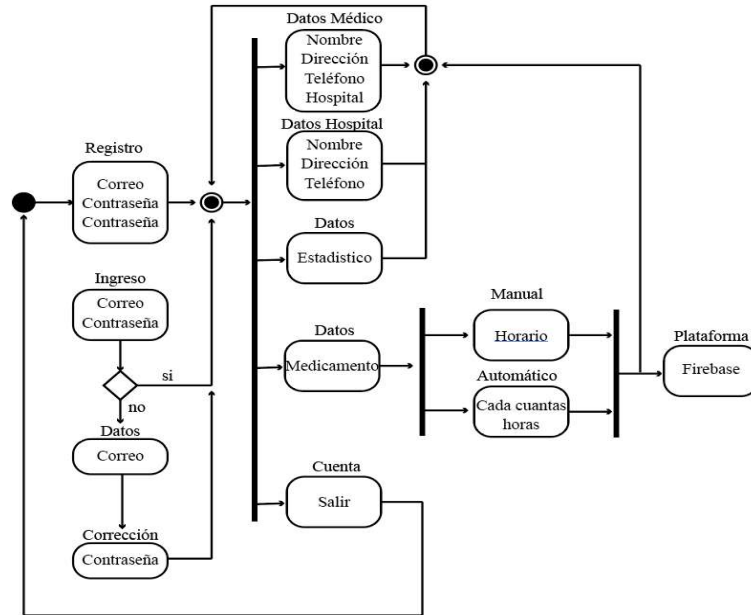 Datos Médico
Nombre
Dirección
Teléfono
Hospital
Datos Hospital
Nombre
Dirección
Teléfono
Registro
Correo
Contraseña
Contraseña
Datos
Estadistico
Ingreso
Correo
Contraseña
si
no
Datos
Correo
Corrección
Contraseña
Datos
Medicamento
Manual
Horario
Automático
Cada cuantas
horas
Plataforma
Firebase
Cuenta
Salir